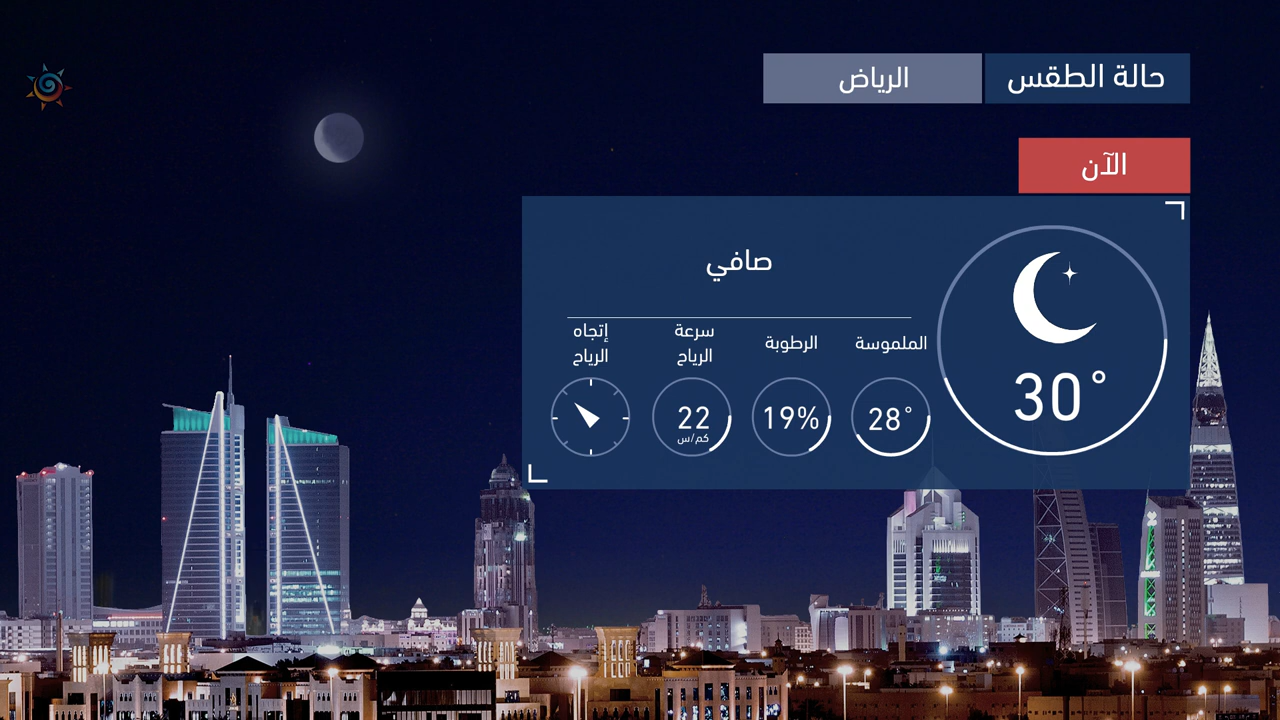 حالة الطقس
الرياض
الآن
30°
صافي
الملموسة
28°
الرطوبة
19%
سرعة
الرياح
22
كم/س
إتجاه
الرياح